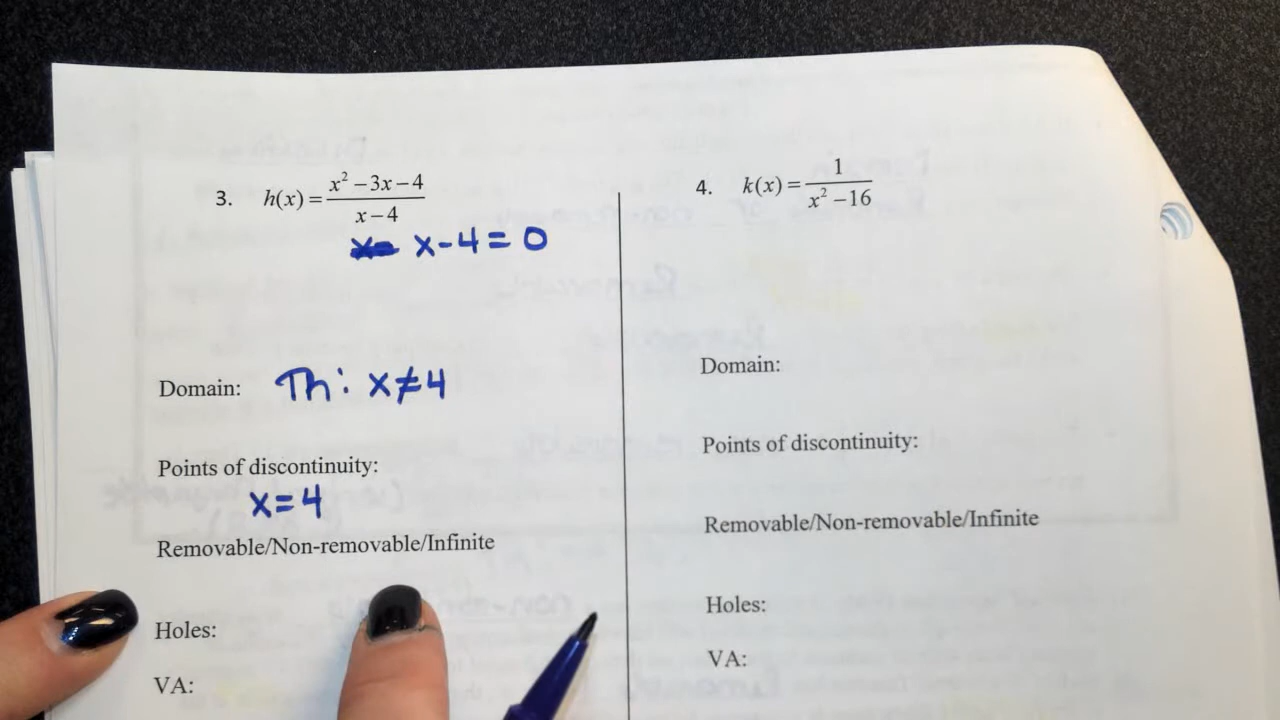 3. h(x) = (x² − 3x − 4)/(x − 4)
x - 4 = 0
Domain: Th: x ≠ 4
Points of discontinuity:
x = 4
Removable/Non-removable/Infinite
Holes:
VA:
4. k(x) = 1/(x² − 16)
Domain:
Points of discontinuity:
Removable/Non-removable/Infinite
Holes:
VA: